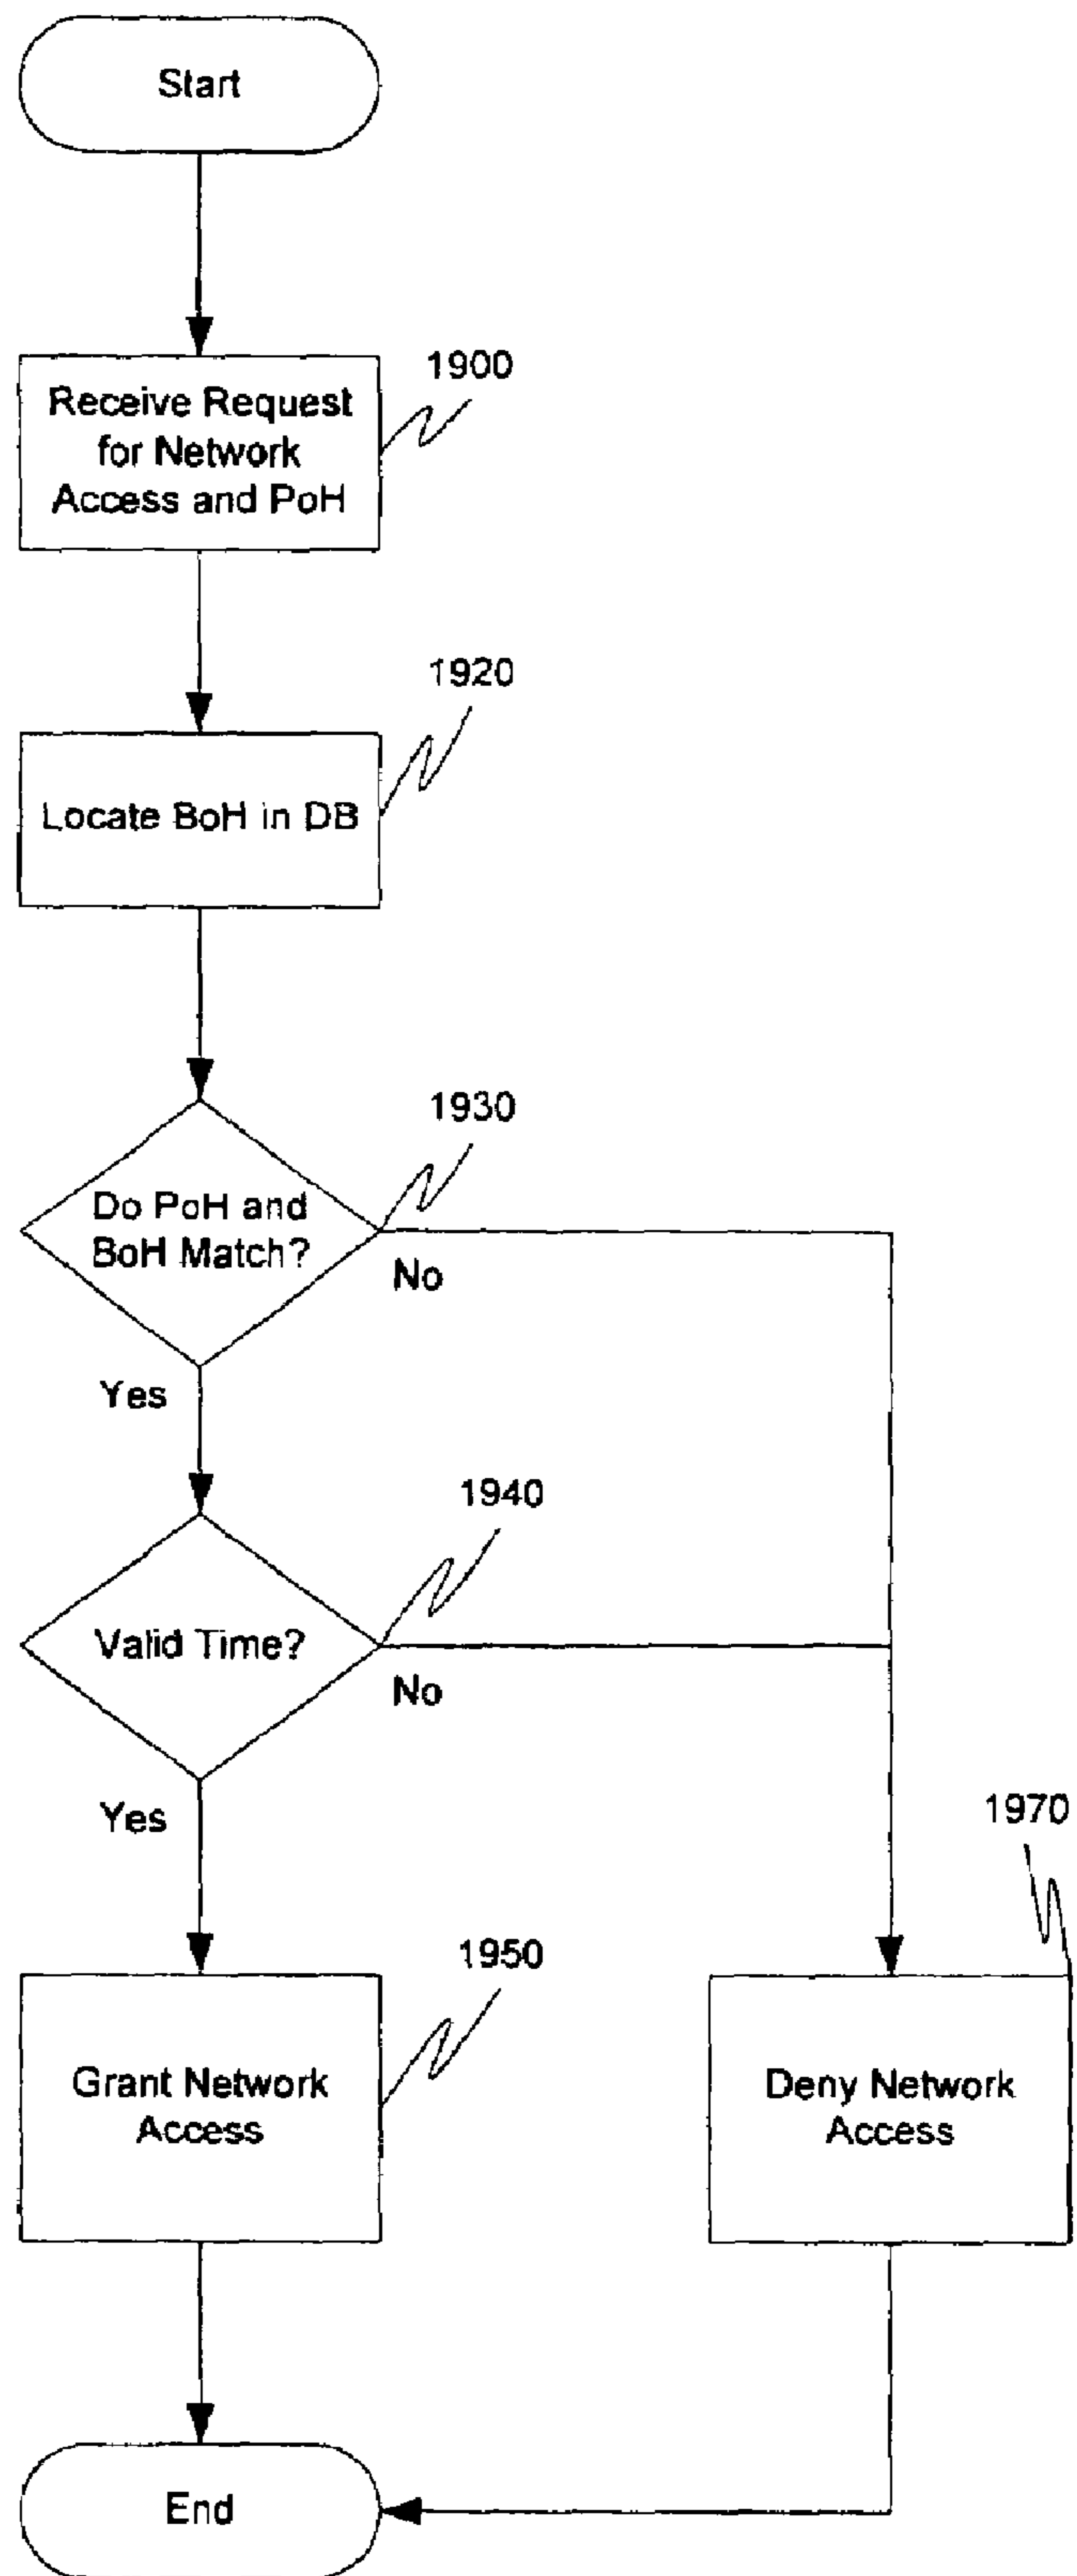 Start
1900
Receive Request
for Network
Access and PoH
1920
Locate BoH in DB
1930
Do PoH and
BoH Match?
No
Yes
1940
Valid Time?
No
Yes
1970
1950
Grant Network
Access
Deny Network
Access
End